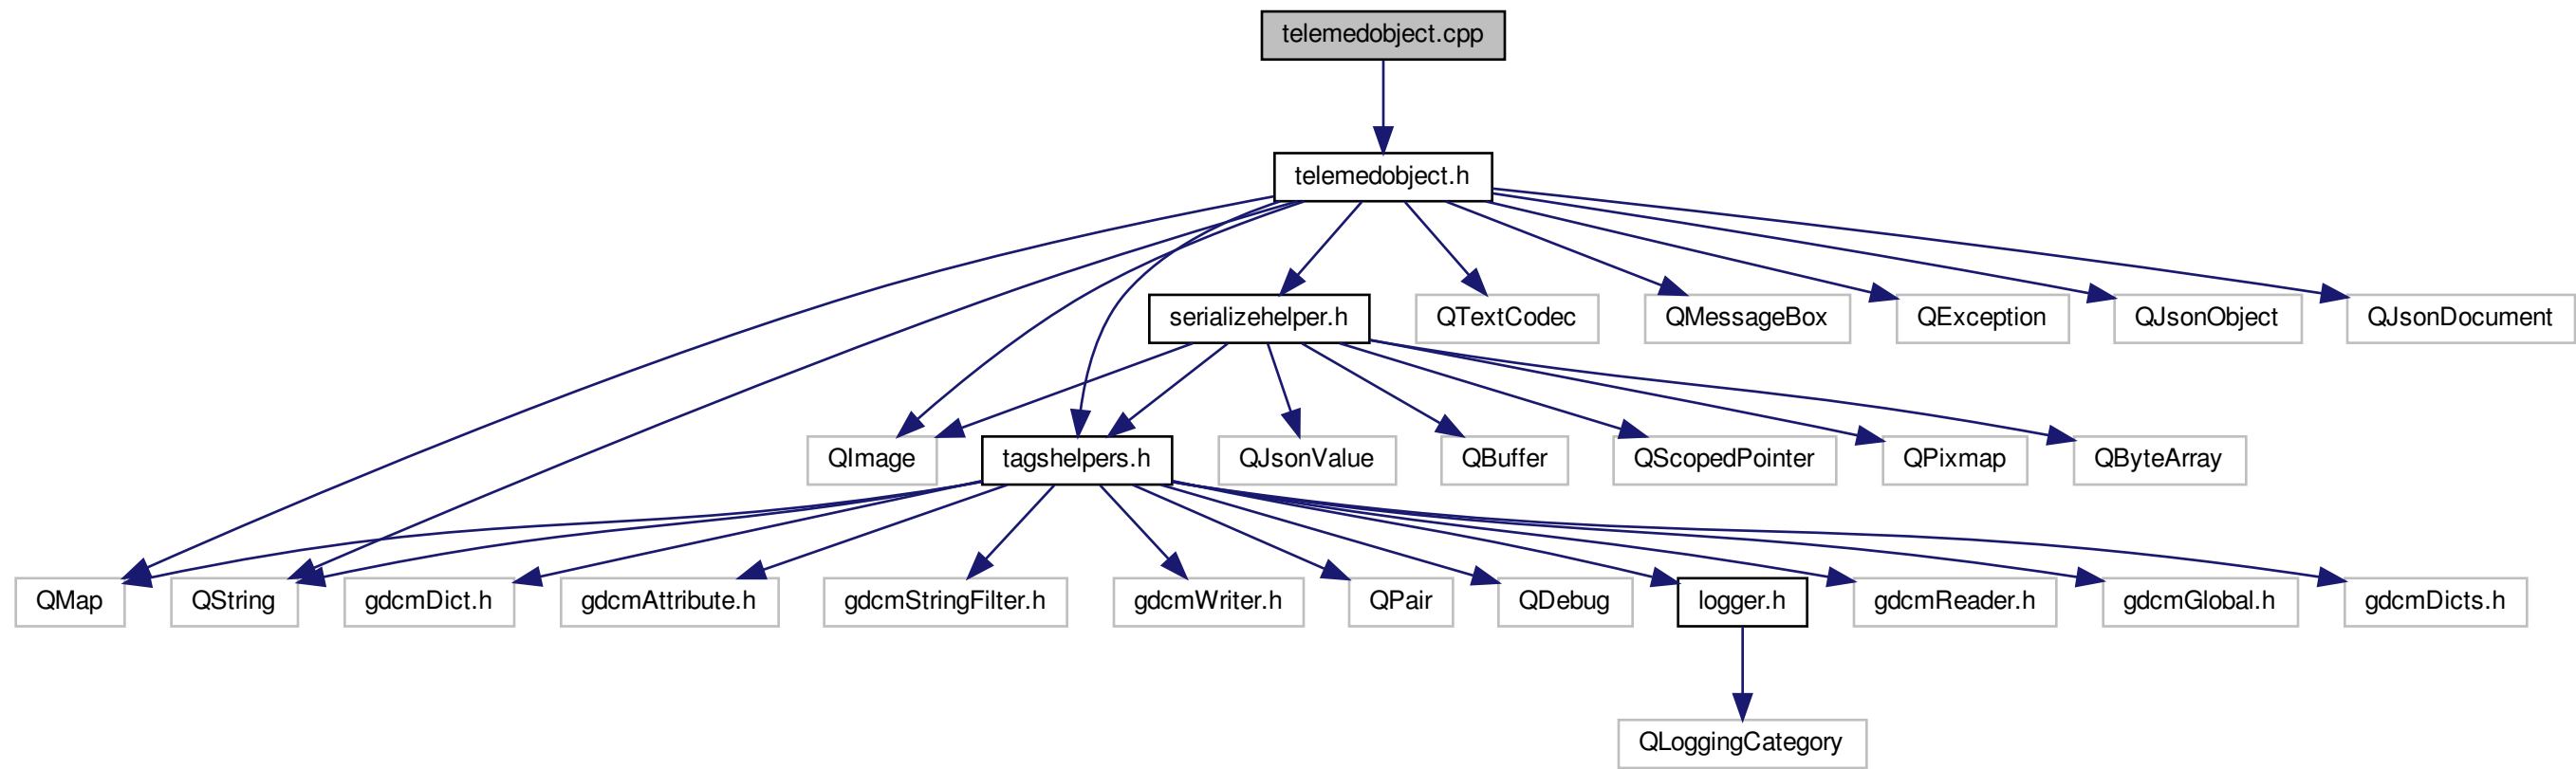 telemedobject.cpp
telemedobject.h
serializehelper.h
QTextCodec
QMessageBox
QException
QJsonObject
QJsonDocument
QImage
tagshelpers.h
QJsonValue
QBuffer
QScopedPointer
QPixmap
QByteArray
QMap
QString
gdcmDict.h
gdcmAttribute.h
gdcmStringFilter.h
gdcmWriter.h
QPair
QDebug
logger.h
gdcmReader.h
gdcmGlobal.h
gdcmDicts.h
QLoggingCategory